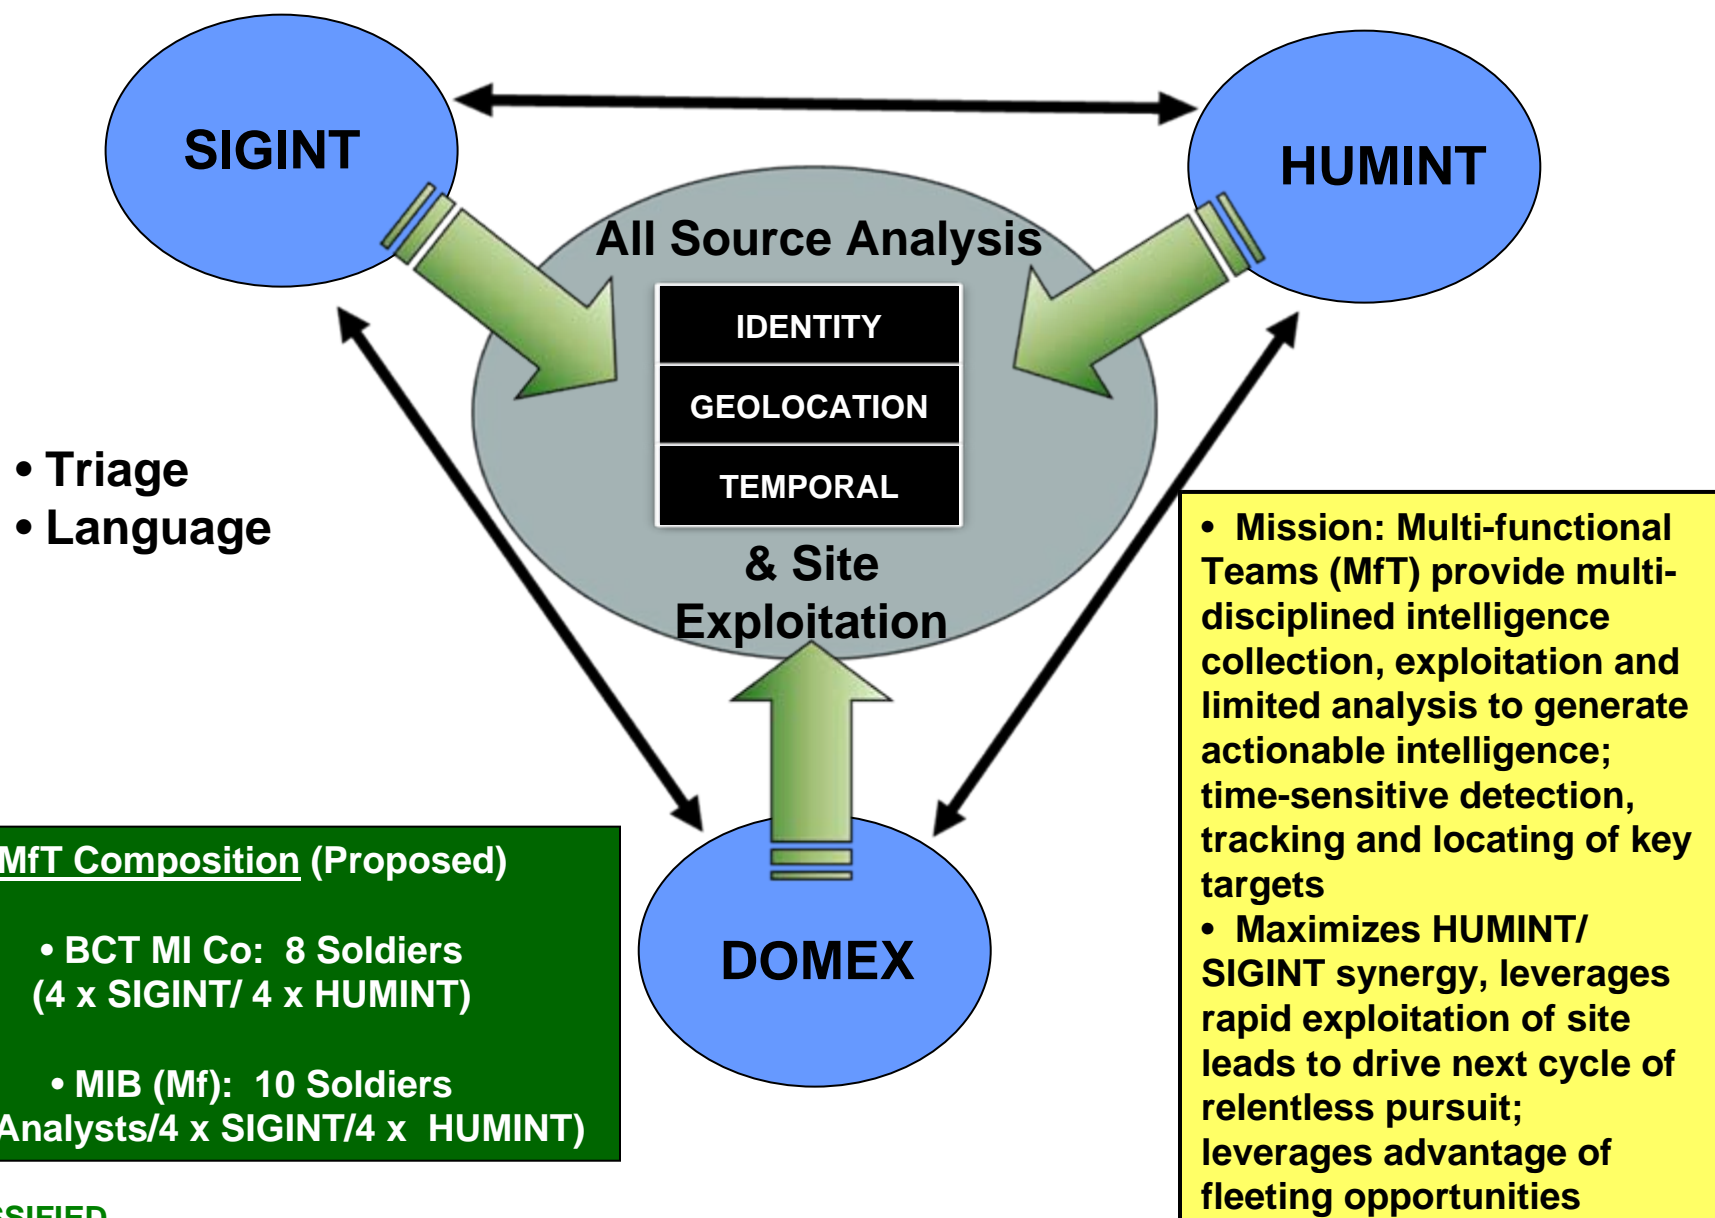 SIGINT
HUMINT
All Source Analysis
IDENTITY
GEOLOCATION
TEMPORAL
& Site
Exploitation
• Triage
• Language
DOMEX
MfT Composition (Proposed)
• BCT MI Co: 8 Soldiers
(4 x SIGINT/ 4 x HUMINT)
• MIB (Mf): 10 Soldiers
Analysts/4 x SIGINT/4 x HUMINT)
• Mission: Multi-functional
Teams (MfT) provide multi-
disciplined intelligence
collection, exploitation and
limited analysis to generate
actionable intelligence;
time-sensitive detection,
tracking and locating of key
targets
• Maximizes HUMINT/
SIGINT synergy, leverages
rapid exploitation of site
leads to drive next cycle of
relentless pursuit;
leverages advantage of
fleeting opportunities